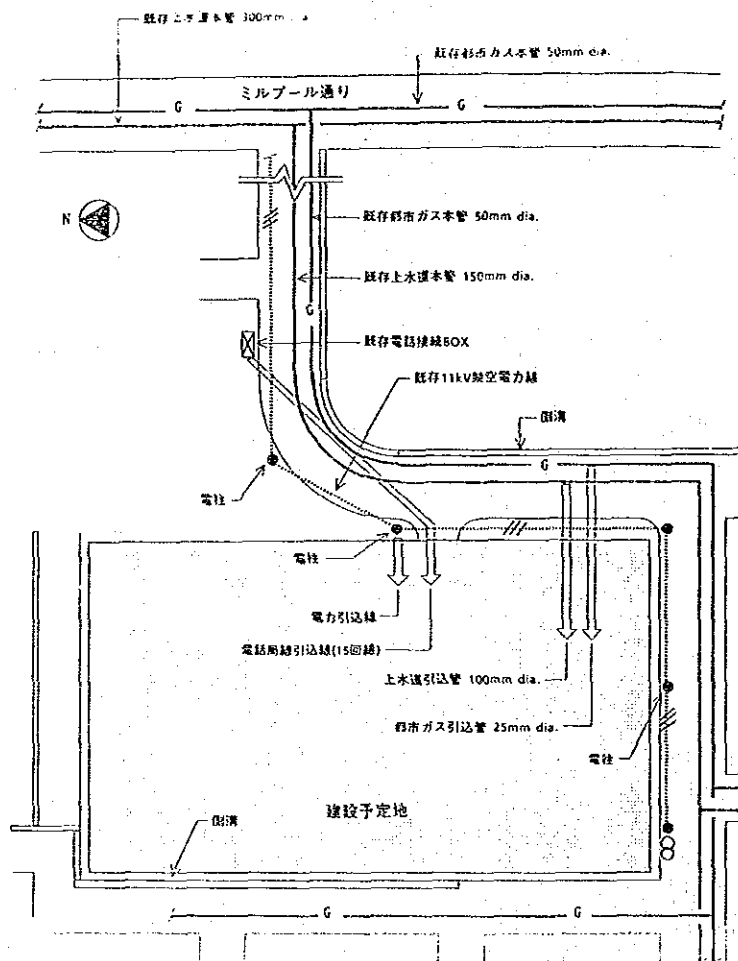 既存上水道本管 300mm dia.
既存都市ガス本管 50mm dia.
ミルプール通り
G
G
N
既存都市ガス本管 50mm dia.
既存上水道本管 150mm dia.
G
既存電話接続BOX
既存11kV架空電力線
側溝
G
電柱
電柱
電力引込線
電話局線引込線(15回線)
上水道引込管 100mm dia.
都市ガス引込管 25mm dia.
電柱
建設予定地
側溝
G
G